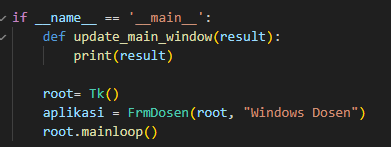 if __name__ == '__main__':
    def update_main_window(result):
        print(result)

    root= Tk()
    aplikasi = FrmDosen(root, "Windows Dosen")
    root.mainloop()